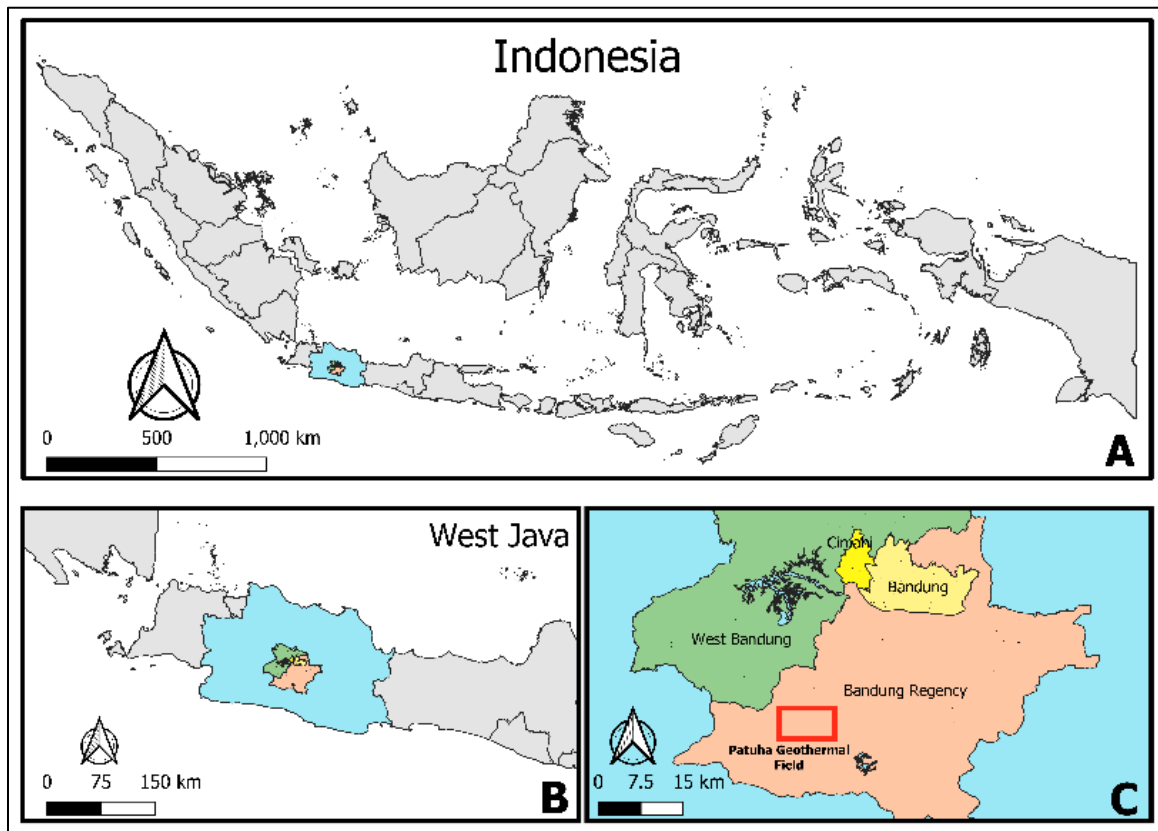 Indonesia
0 500 1,000 km
A
West Java
0 75 150 km
B
Cimahi
Bandung
West Bandung
Bandung Regency
Patuha Geothermal
Field
0 7.5 15 km
C